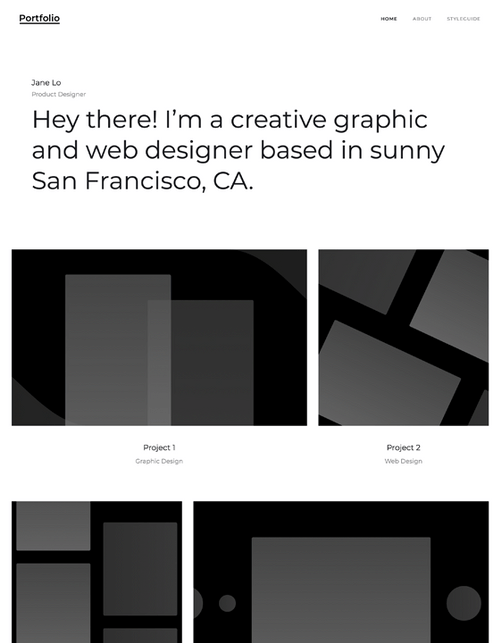 Portfolio
HOME ABOUT STYLEGUIDE
Jane Lo
Product Designer
Hey there! I’m a creative graphic
and web designer based in sunny
San Francisco, CA.
Project 1
Graphic Design
Project 2
Web Design